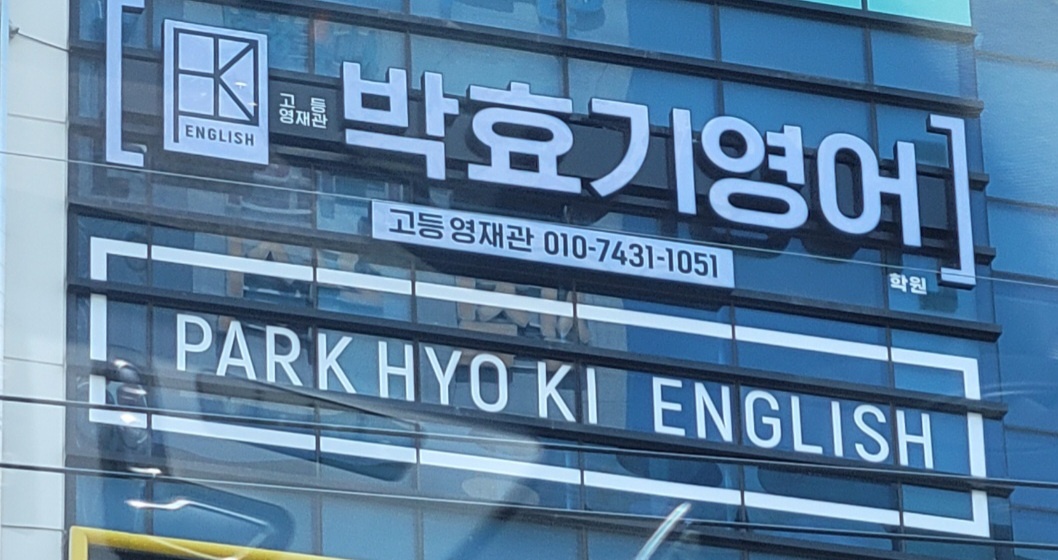 ENGLISH
고등
영재관
박효기영어
고등영재관 010-7431-1051
학원
PARK HYO KI ENGLISH